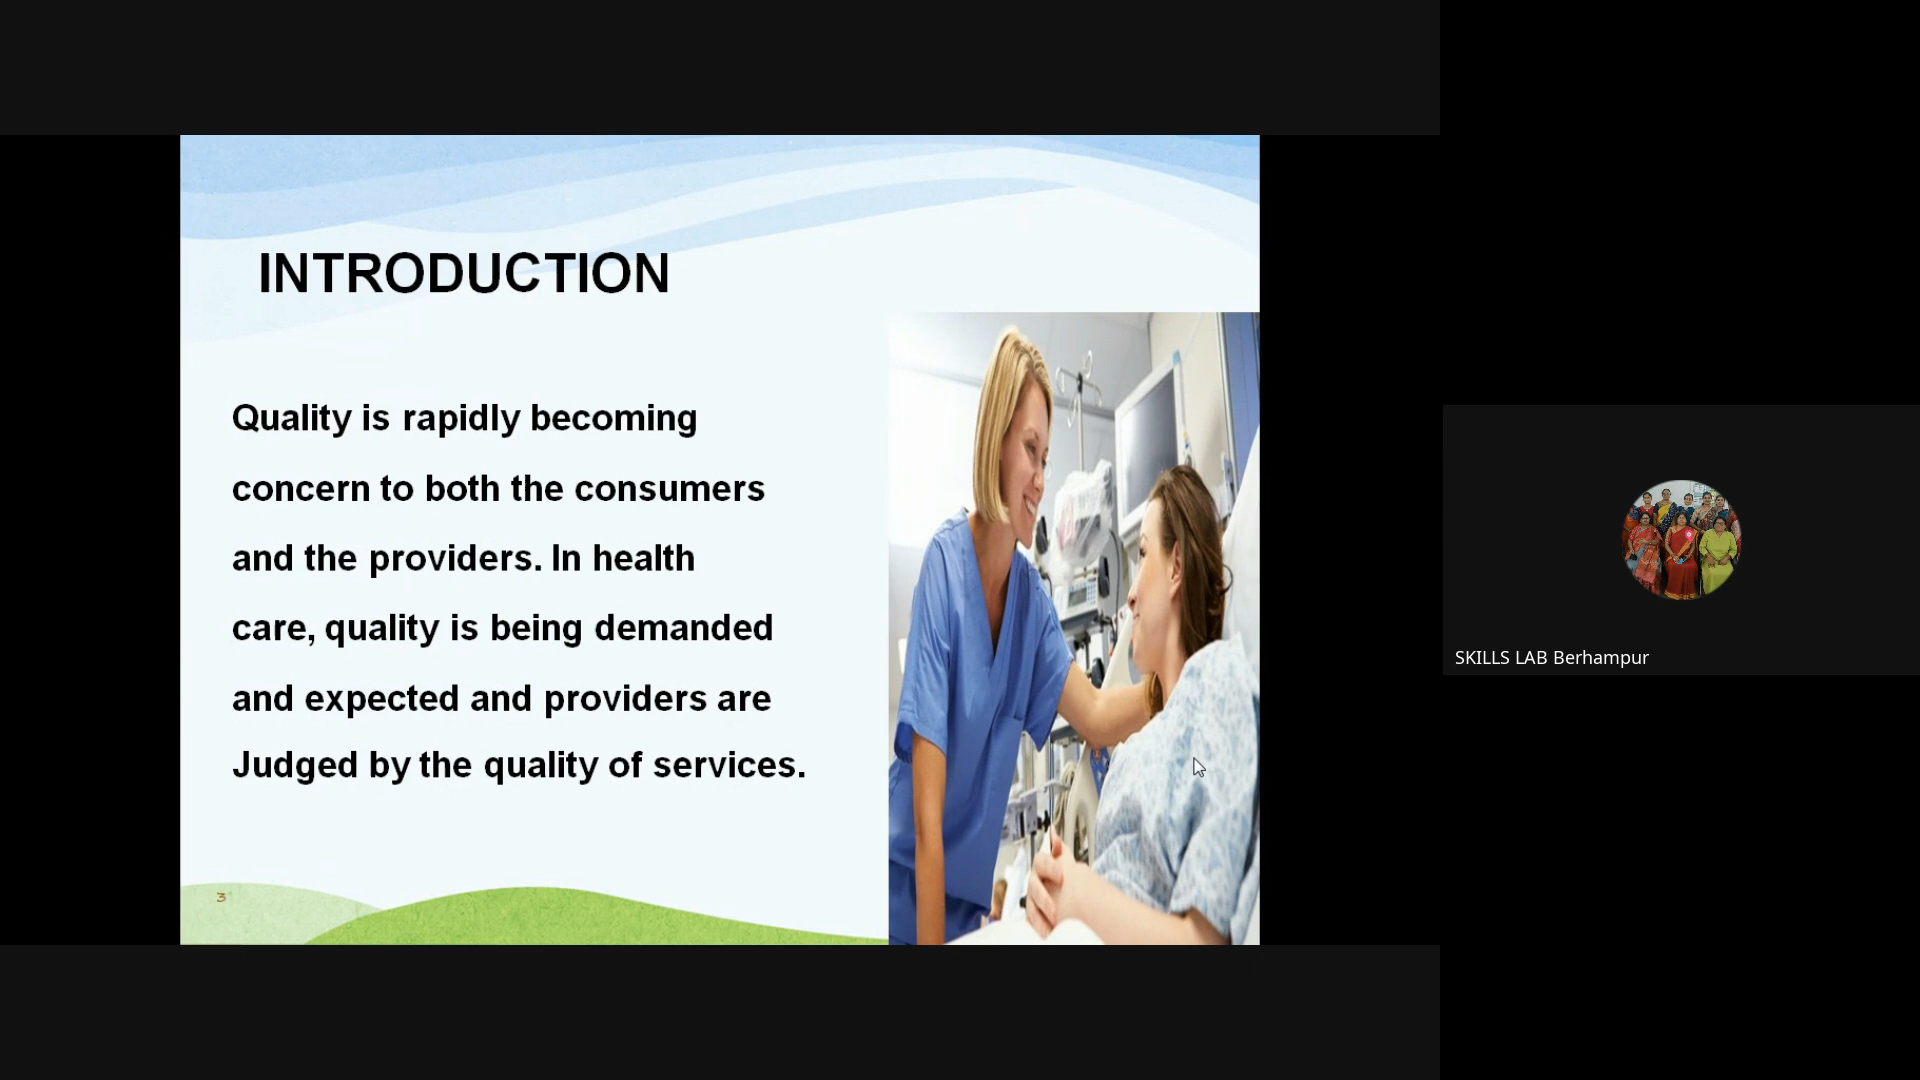 INTRODUCTION
Quality is rapidly becoming
concern to both the consumers
and the providers. In health
care, quality is being demanded
and expected and providers are
Judged by the quality of services.
3
SKILLS LAB Berhampur